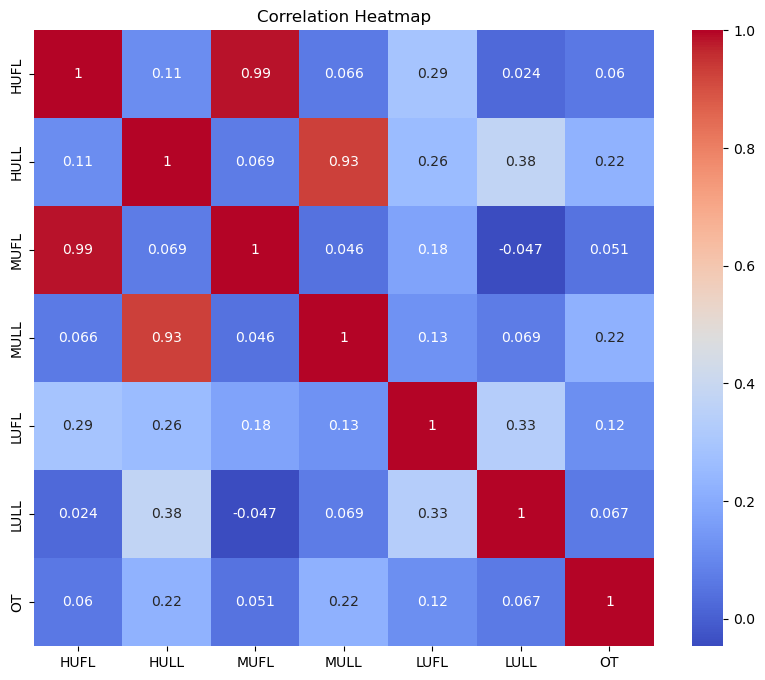 Correlation Heatmap
HUFL 1 0.11 0.99 0.066 0.29 0.024 0.06
HULL 0.11 1 0.069 0.93 0.26 0.38 0.22
MUFL 0.99 0.069 1 0.046 0.18 -0.047 0.051
MULL 0.066 0.93 0.046 1 0.13 0.069 0.22
LUFL 0.29 0.26 0.18 0.13 1 0.33 0.12
LULL 0.024 0.38 -0.047 0.069 0.33 1 0.067
OT 0.06 0.22 0.051 0.22 0.12 0.067 1
HUFL HULL MUFL MULL LUFL LULL OT
1.0
0.8
0.6
0.4
0.2
0.0